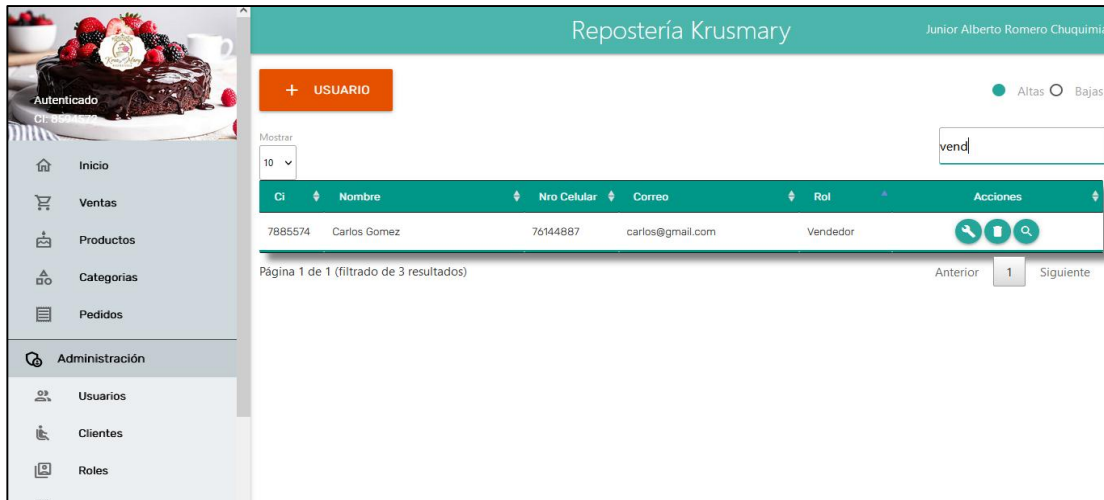 Repostería Krusmary
Junior Alberto Romero Chuquimia
Autenticado
CI: 8594572
Inicio
Ventas
Productos
Categorias
Pedidos
Administración
Usuarios
Clientes
Roles
+ USUARIO
Altas Bajas
Mostrar
10
vend
Ci Nombre Nro Celular Correo Rol Acciones
7885574 Carlos Gomez 76144887 carlos@gmail.com Vendedor
Página 1 de 1 (filtrado de 3 resultados)
Anterior 1 Siguiente